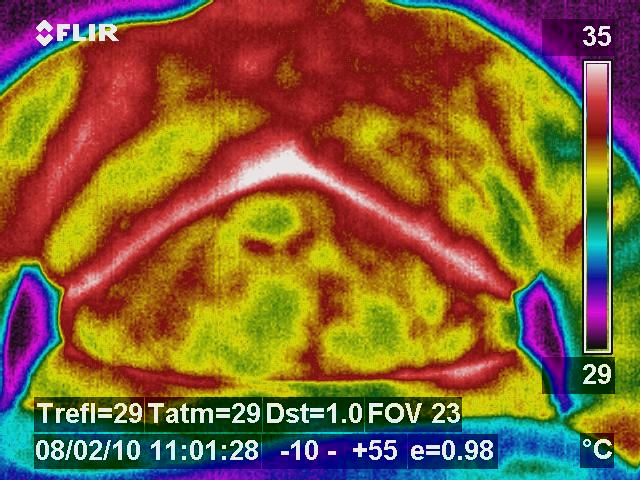 FLIR
35
29
Trefl=29 Tatm=29 Dst=1.0 FOV 23
08/02/10 11:01:28 -10 - +55 e=0.98
°C